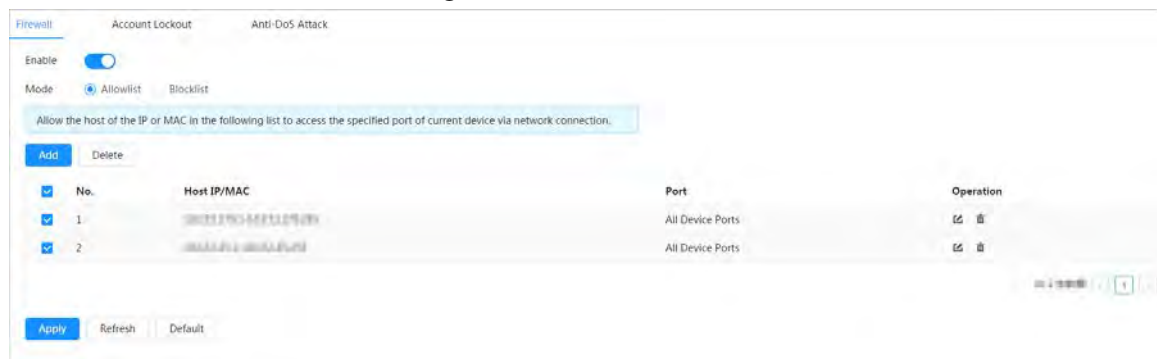 Firewall Account Lockout Anti-DoS Attack
Enable
Mode Allowlist Blocklist
Allow the host of the IP or MAC in the following list to access the specified port of current device via network connection.
Add Delete
No. Host IP/MAC Port Operation
1 All Device Ports
2 All Device Ports
1
Apply Refresh Default